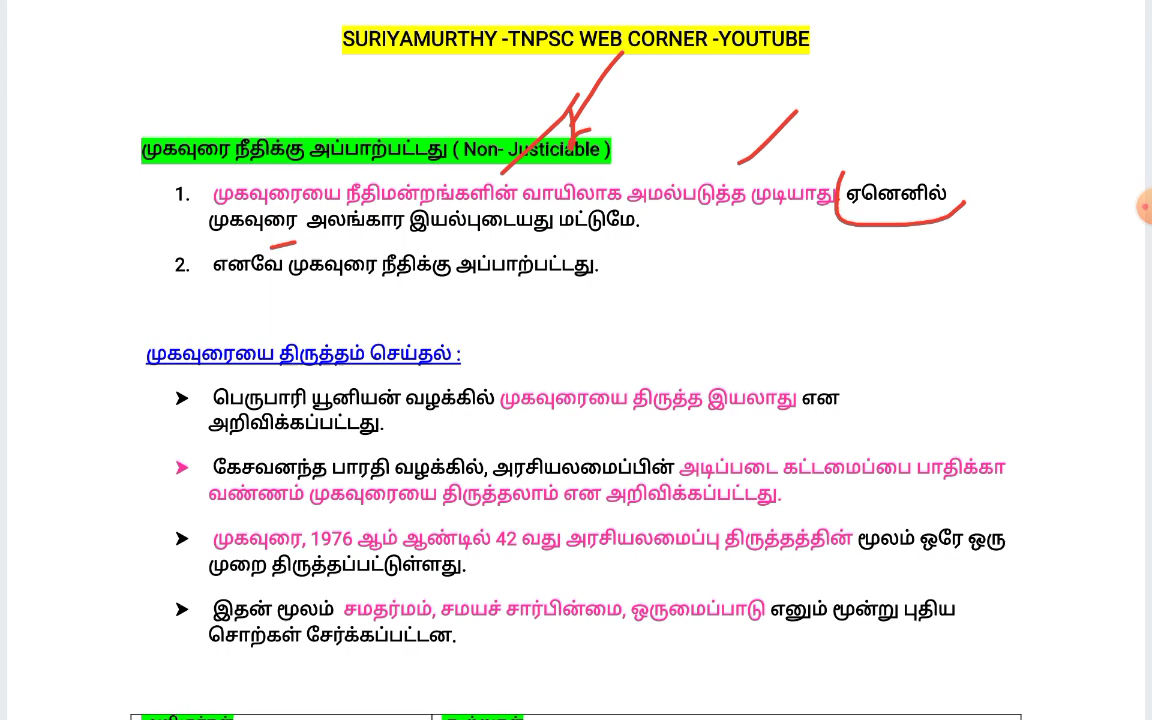 SURIYAMURTHY -TNPSC WEB CORNER -YOUTUBE
முகவுரை நீதிக்கு அப்பாற்பட்டது ( Non- Justiciable )
1. முகவுரையை நீதிமன்றங்களின் வாயிலாக அமல்படுத்த முடியாது ஏனெனில்
முகவுரை அலங்கார இயல்புடையது மட்டுமே.
2. எனவே முகவுரை நீதிக்கு அப்பாற்பட்டது.
முகவுரையை திருத்தம் செய்தல் :
➤ பெருபாரி யூனியன் வழக்கில் முகவுரையை திருத்த இயலாது என
அறிவிக்கப்பட்டது.
➤ கேசவனந்த பாரதி வழக்கில், அரசியலமைப்பின் அடிப்படை கட்டமைப்பை பாதிக்கா
வண்ணம் முகவுரையை திருத்தலாம் என அறிவிக்கப்பட்டது.
➤ முகவுரை, 1976 ஆம் ஆண்டில் 42 வது அரசியலமைப்பு திருத்தத்தின் மூலம் ஒரே ஒரு
முறை திருத்தப்பட்டுள்ளது.
➤ இதன் மூலம் சமதர்மம், சமயச் சார்பின்மை, ஒருமைப்பாடு எனும் மூன்று புதிய
சொற்கள் சேர்க்கப்பட்டன.